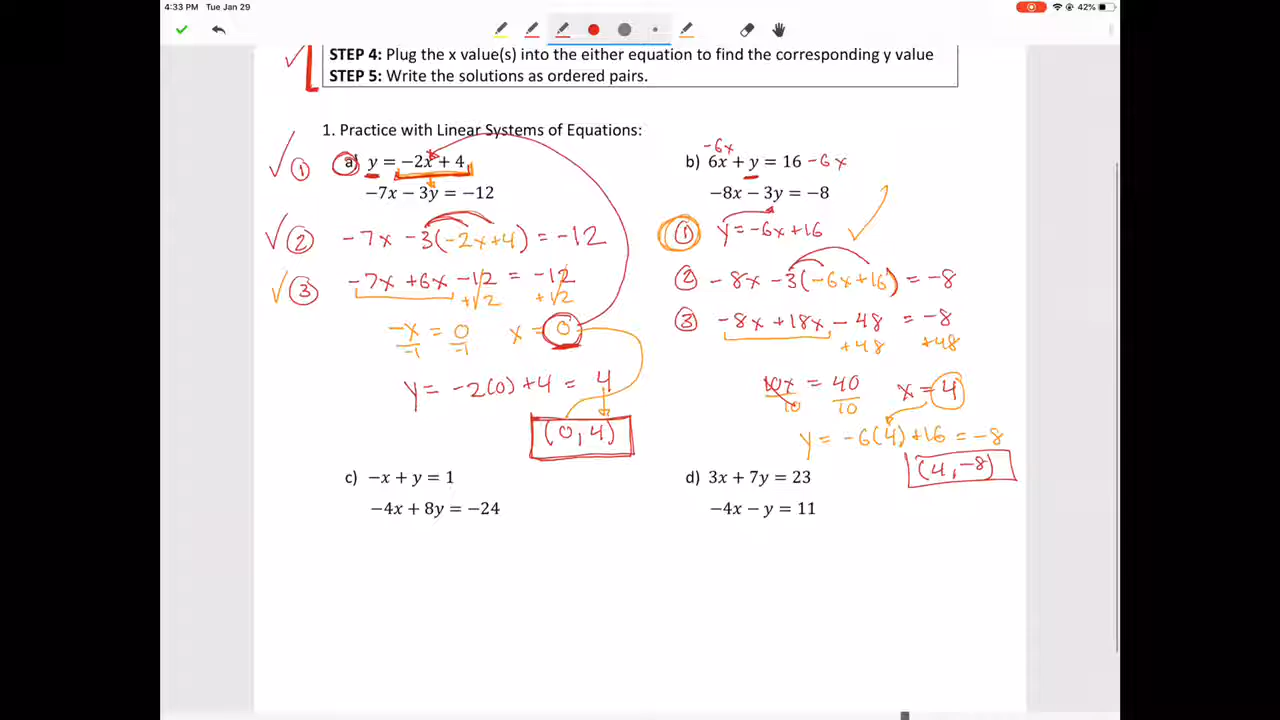 4:33 PM Tue Jan 29
42%
STEP 4: Plug the x value(s) into the either equation to find the corresponding y value
STEP 5: Write the solutions as ordered pairs.
1. Practice with Linear Systems of Equations:
① a) y = −2x + 4
−7x − 3y = −12
② −7x −3(−2x+4) = −12
③ −7x +6x −12 = −12
+12 +12
−x = 0 x = 0
−1 −1
y = −2(0) +4 = 4
(0, 4)
b) 6x + y = 16 −6x
−6x
−8x − 3y = −8
① y = −6x +16
② −8x −3(−6x+16) = −8
③ −8x +18x − 48 = −8
+48 +48
10x = 40 x = 4
10 10
y = −6(4) +16 = −8
(4, −8)
c) −x + y = 1
−4x + 8y = −24
d) 3x + 7y = 23
−4x − y = 11